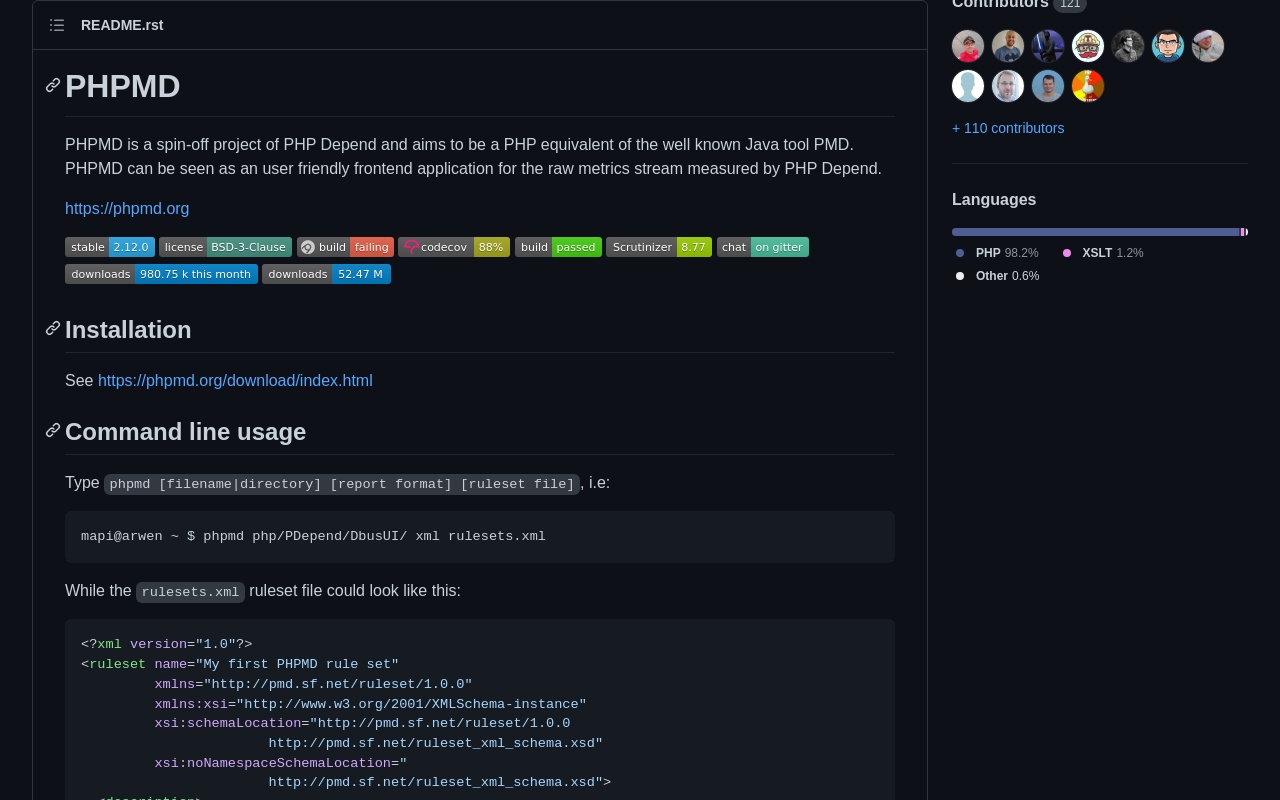 README.rst
PHPMD
PHPMD is a spin-off project of PHP Depend and aims to be a PHP equivalent of the well known Java tool PMD.
PHPMD can be seen as an user friendly frontend application for the raw metrics stream measured by PHP Depend.
https://phpmd.org
stable 2.12.0 license BSD-3-Clause build failing codecov 88% build passed Scrutinizer 8.77 chat on gitter
downloads 980.75 k this month downloads 52.47 M
Installation
See https://phpmd.org/download/index.html
Command line usage
Type phpmd [filename|directory] [report format] [ruleset file], i.e:
mapi@arwen ~ $ phpmd php/PDepend/DbusUI/ xml rulesets.xml
While the rulesets.xml ruleset file could look like this:
<?xml version="1.0"?>
<ruleset name="My first PHPMD rule set"
         xmlns="http://pmd.sf.net/ruleset/1.0.0"
         xmlns:xsi="http://www.w3.org/2001/XMLSchema-instance"
         xsi:schemaLocation="http://pmd.sf.net/ruleset/1.0.0
                       http://pmd.sf.net/ruleset_xml_schema.xsd"
         xsi:noNamespaceSchemaLocation="
                       http://pmd.sf.net/ruleset_xml_schema.xsd">
  <description>
Contributors 121
+ 110 contributors
Languages
PHP 98.2% XSLT 1.2%
Other 0.6%